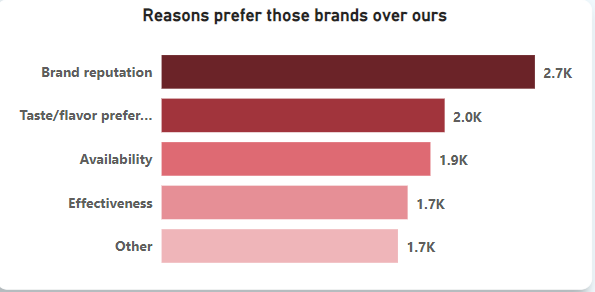 Reasons prefer those brands over ours
Brand reputation 2.7K
Taste/flavor prefer... 2.0K
Availability 1.9K
Effectiveness 1.7K
Other 1.7K